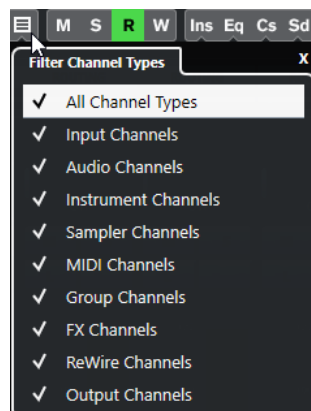 M S R W Ins Eq Cs Sd
Filter Channel Types X
All Channel Types
Input Channels
Audio Channels
Instrument Channels
Sampler Channels
MIDI Channels
Group Channels
FX Channels
ReWire Channels
Output Channels